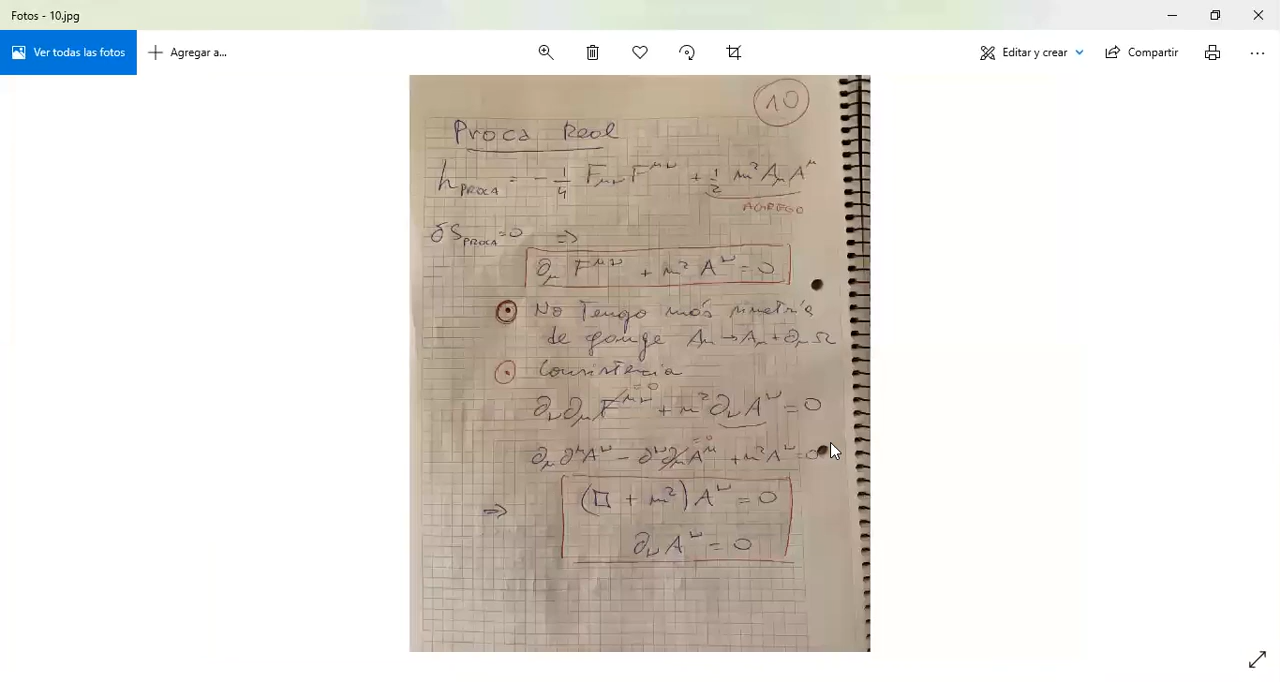 Fotos - 10.jpg
Ver todas las fotos
Agregar a...
Editar y crear
Compartir
10
Proca Real
ℒ_PROCA = -1/4 F_μν F^μν + 1/2 m² A_μ A^μ
AGREGO
δS_PROCA = 0 ⇒
∂_μ F^μν + m² A^ν = 0
No Tengo más simetría
de gauge A_μ → A_μ + ∂_μ Ω
Consistencia
= 0
∂_ν ∂_μ F^μν + m² ∂_ν A^ν = 0
= 0
∂_μ ∂^μ A^ν - ∂^ν ∂_μ A^μ + m² A^ν = 0
⇒ (□ + m²) A^ν = 0
∂_ν A^ν = 0